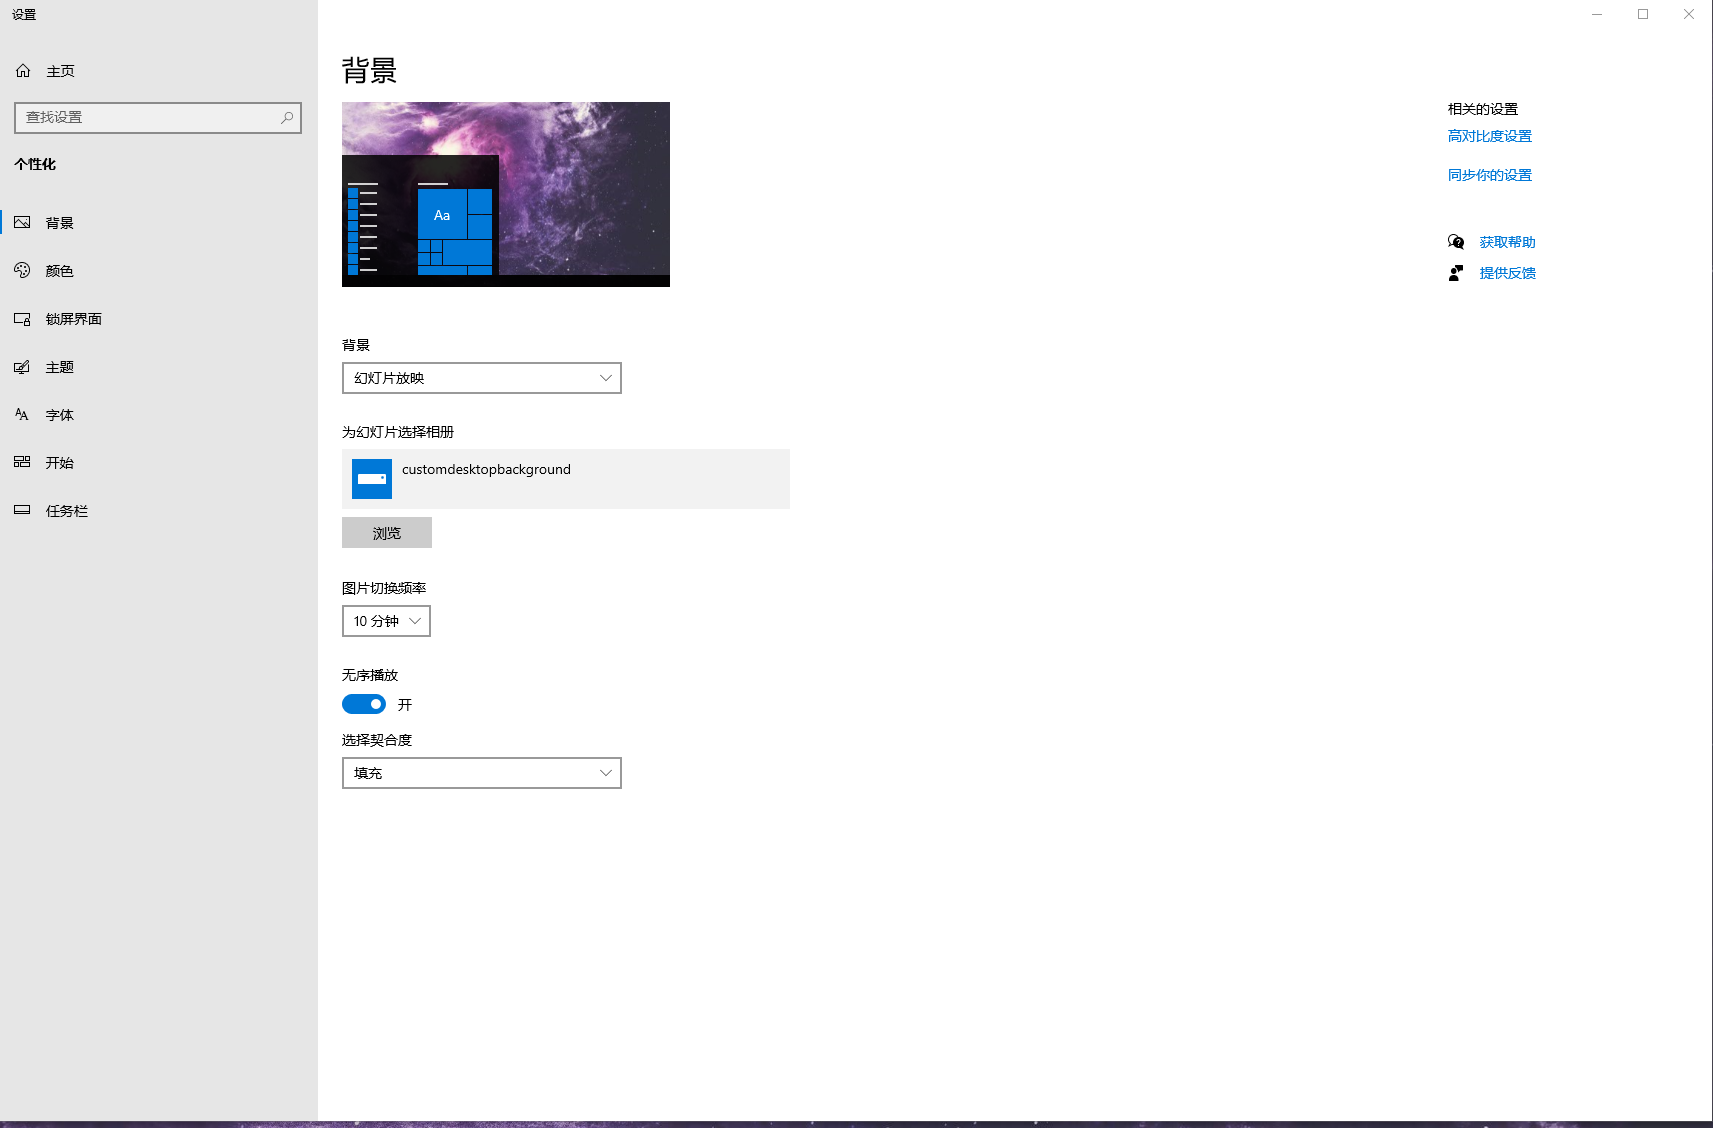 设置
主页
查找设置
个性化
背景
颜色
锁屏界面
主题
字体
开始
任务栏
背景
Aa
背景
幻灯片放映
为幻灯片选择相册
customdesktopbackground
浏览
图片切换频率
10 分钟
无序播放
开
选择契合度
填充
相关的设置
高对比度设置
同步你的设置
获取帮助
提供反馈